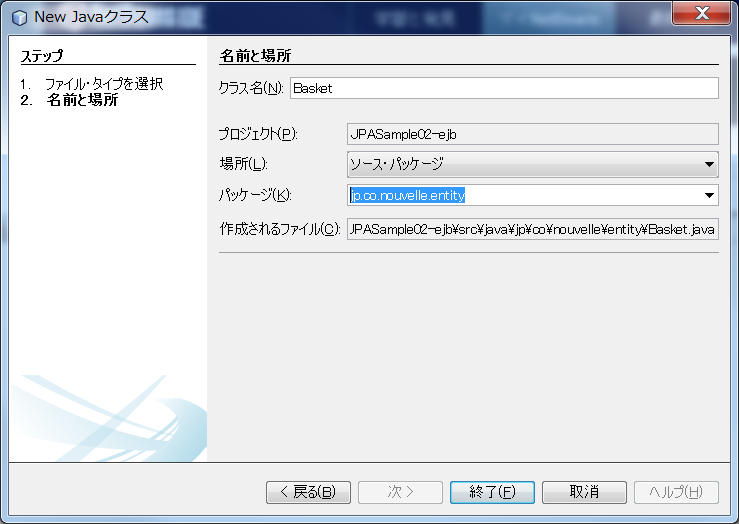 New Javaクラス
ステップ
1. ファイル・タイプを選択
2. 名前と場所
名前と場所
クラス名(N): Basket
プロジェクト(P): JPASample02-ejb
場所(L): ソース・パッケージ
パッケージ(K): jp.co.nouvelle.entity
作成されるファイル(C): JPASample02-ejb¥src¥java¥jp¥co¥nouvelle¥entity¥Basket.java
< 戻る(B) 次 > 終了(F) 取消 ヘルプ(H)